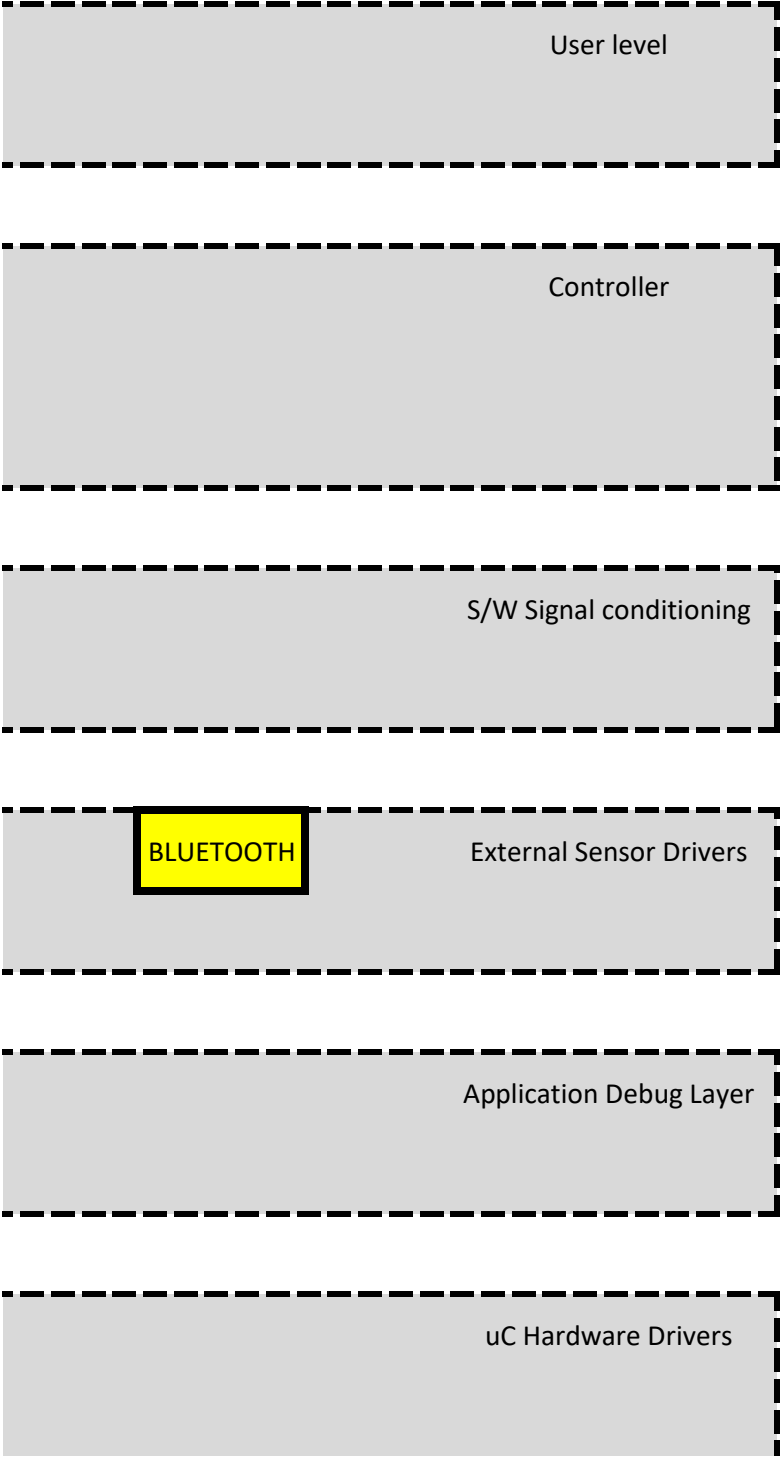 User level
Controller
S/W Signal conditioning
BLUETOOTH
External Sensor Drivers
Application Debug Layer
uC Hardware Drivers